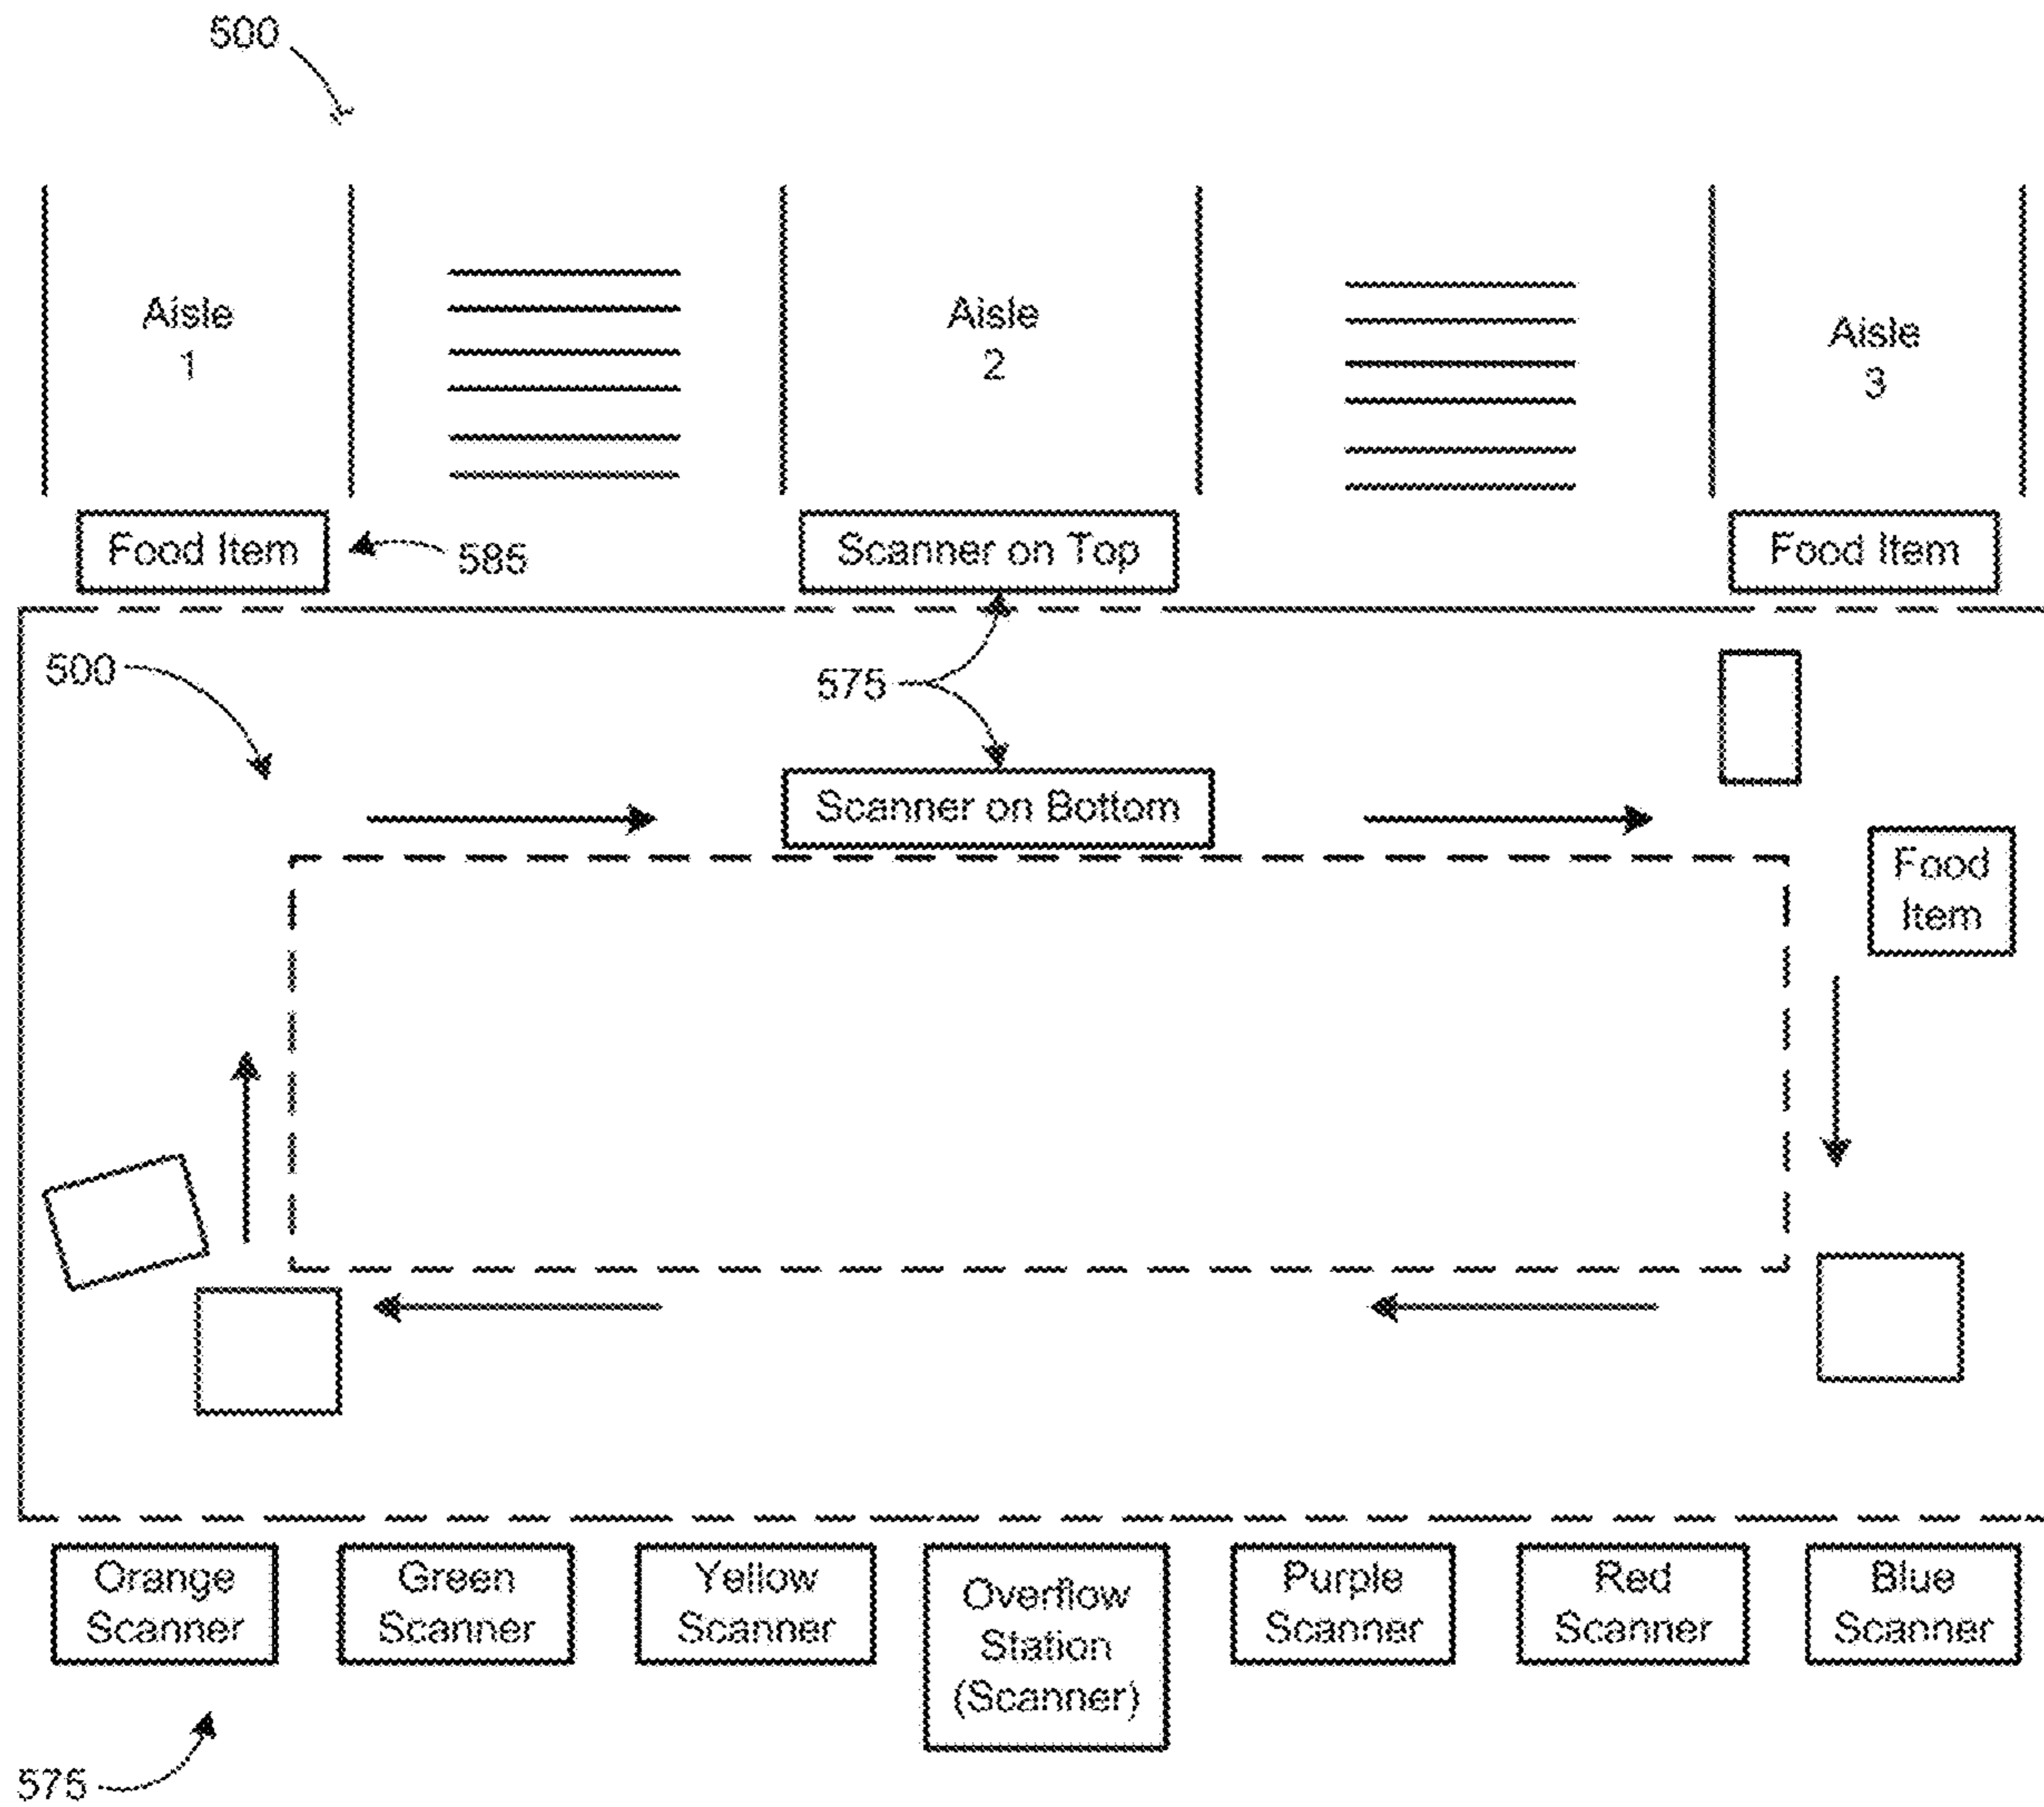 500
Aisle
1
Aisle
2
Aisle
3
Food Item
585
Scanner on Top
Food Item
500
575
Scanner on Bottom
Food
Item
Orange
Scanner
Green
Scanner
Yellow
Scanner
Overflow
Station
(Scanner)
Purple
Scanner
Red
Scanner
Blue
Scanner
575